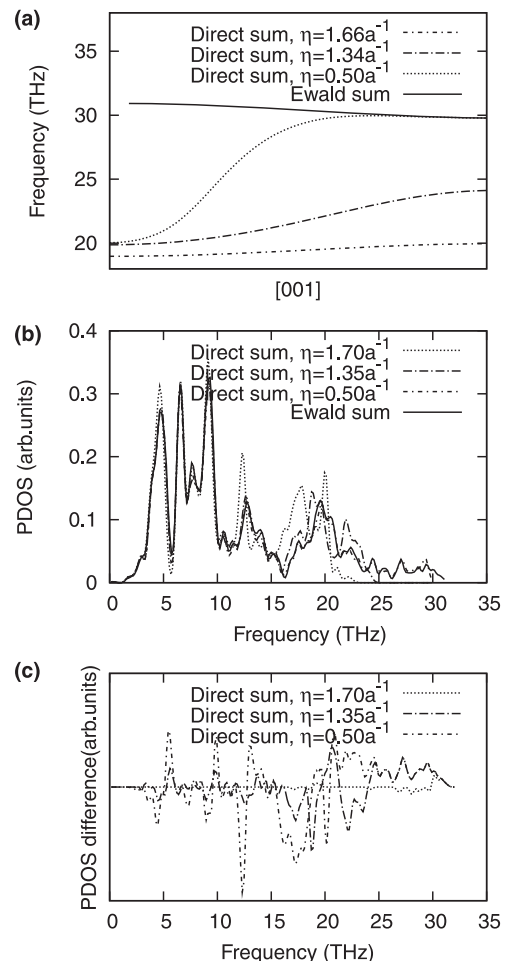 (a)
35
30
25
20
Frequency (THz)
Direct sum, η=1.66a⁻¹
Direct sum, η=1.34a⁻¹
Direct sum, η=0.50a⁻¹
Ewald sum
[001]
(b)
0.4
0.3
0.2
0.1
0
PDOS (arb.units)
Direct sum, η=1.70a⁻¹
Direct sum, η=1.35a⁻¹
Direct sum, η=0.50a⁻¹
Ewald sum
0 5 10 15 20 25 30 35
Frequency (THz)
(c)
PDOS difference(arb.units)
Direct sum, η=1.70a⁻¹
Direct sum, η=1.35a⁻¹
Direct sum, η=0.50a⁻¹
0 5 10 15 20 25 30 35
Frequency (THz)